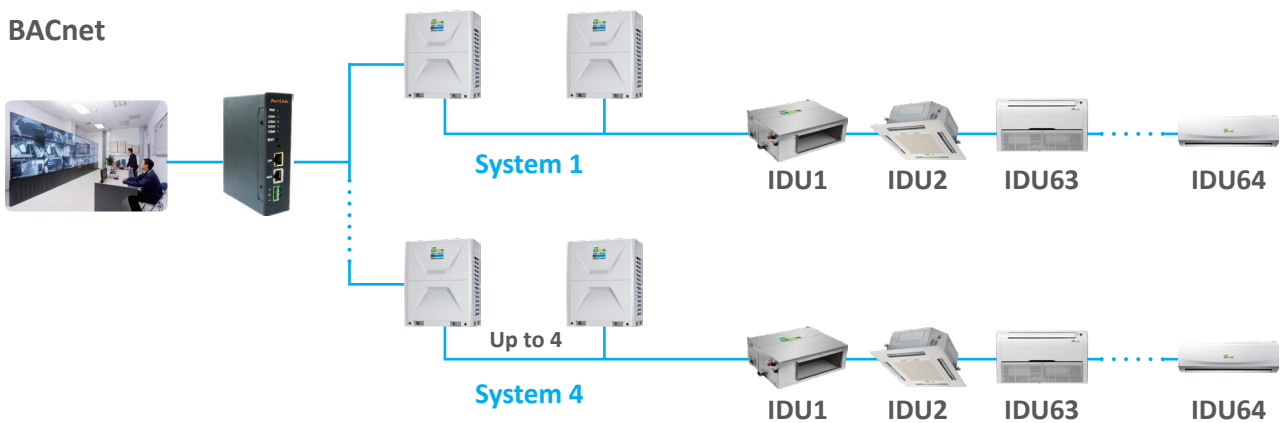 BACnet
System 1
IDU1
IDU2
IDU63
IDU64
Up to 4
System 4
IDU1
IDU2
IDU63
IDU64